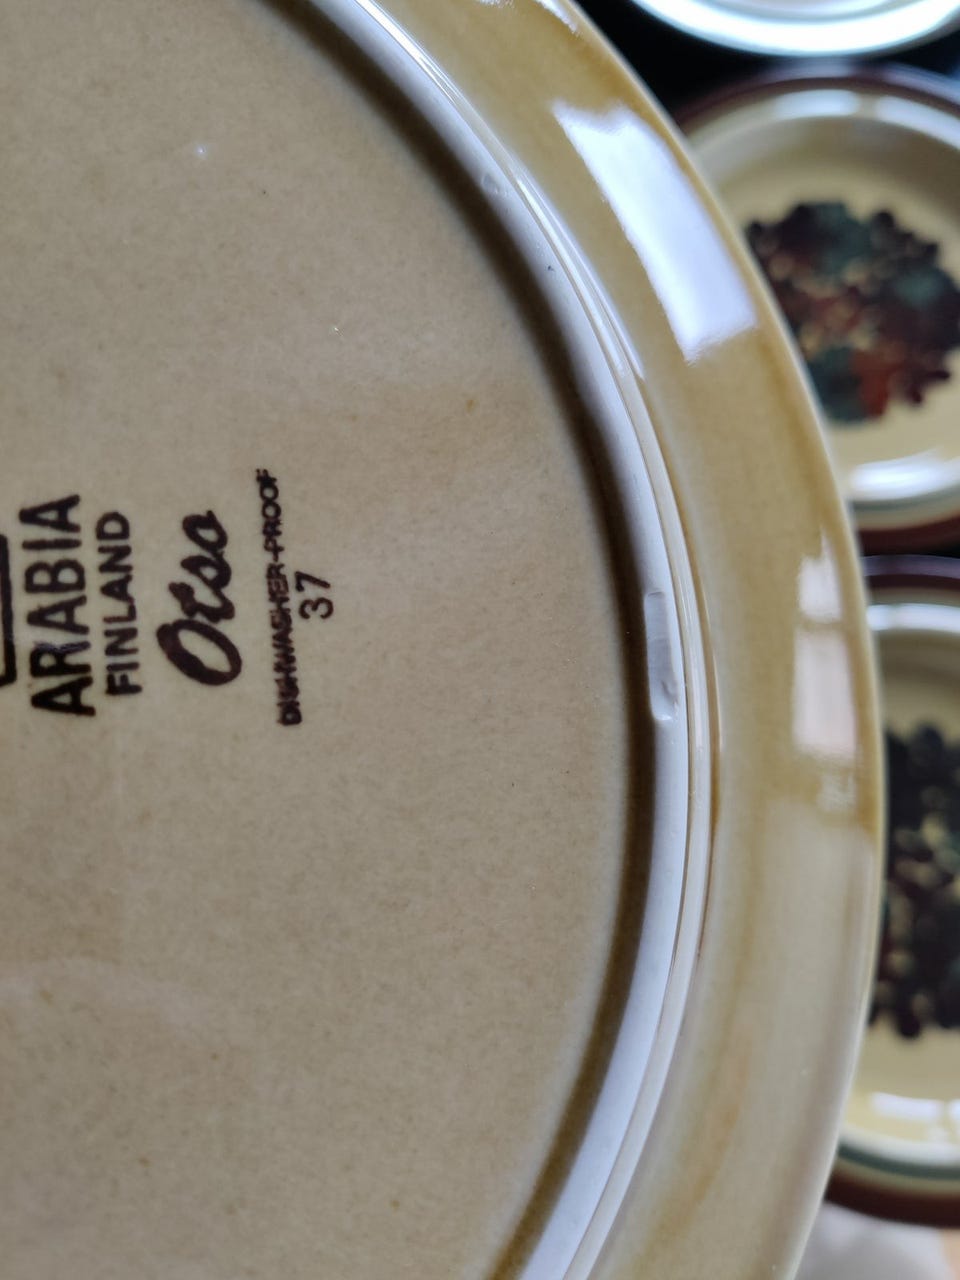 ARABIA
FINLAND
Otso
DISHWASHER-PROOF
37